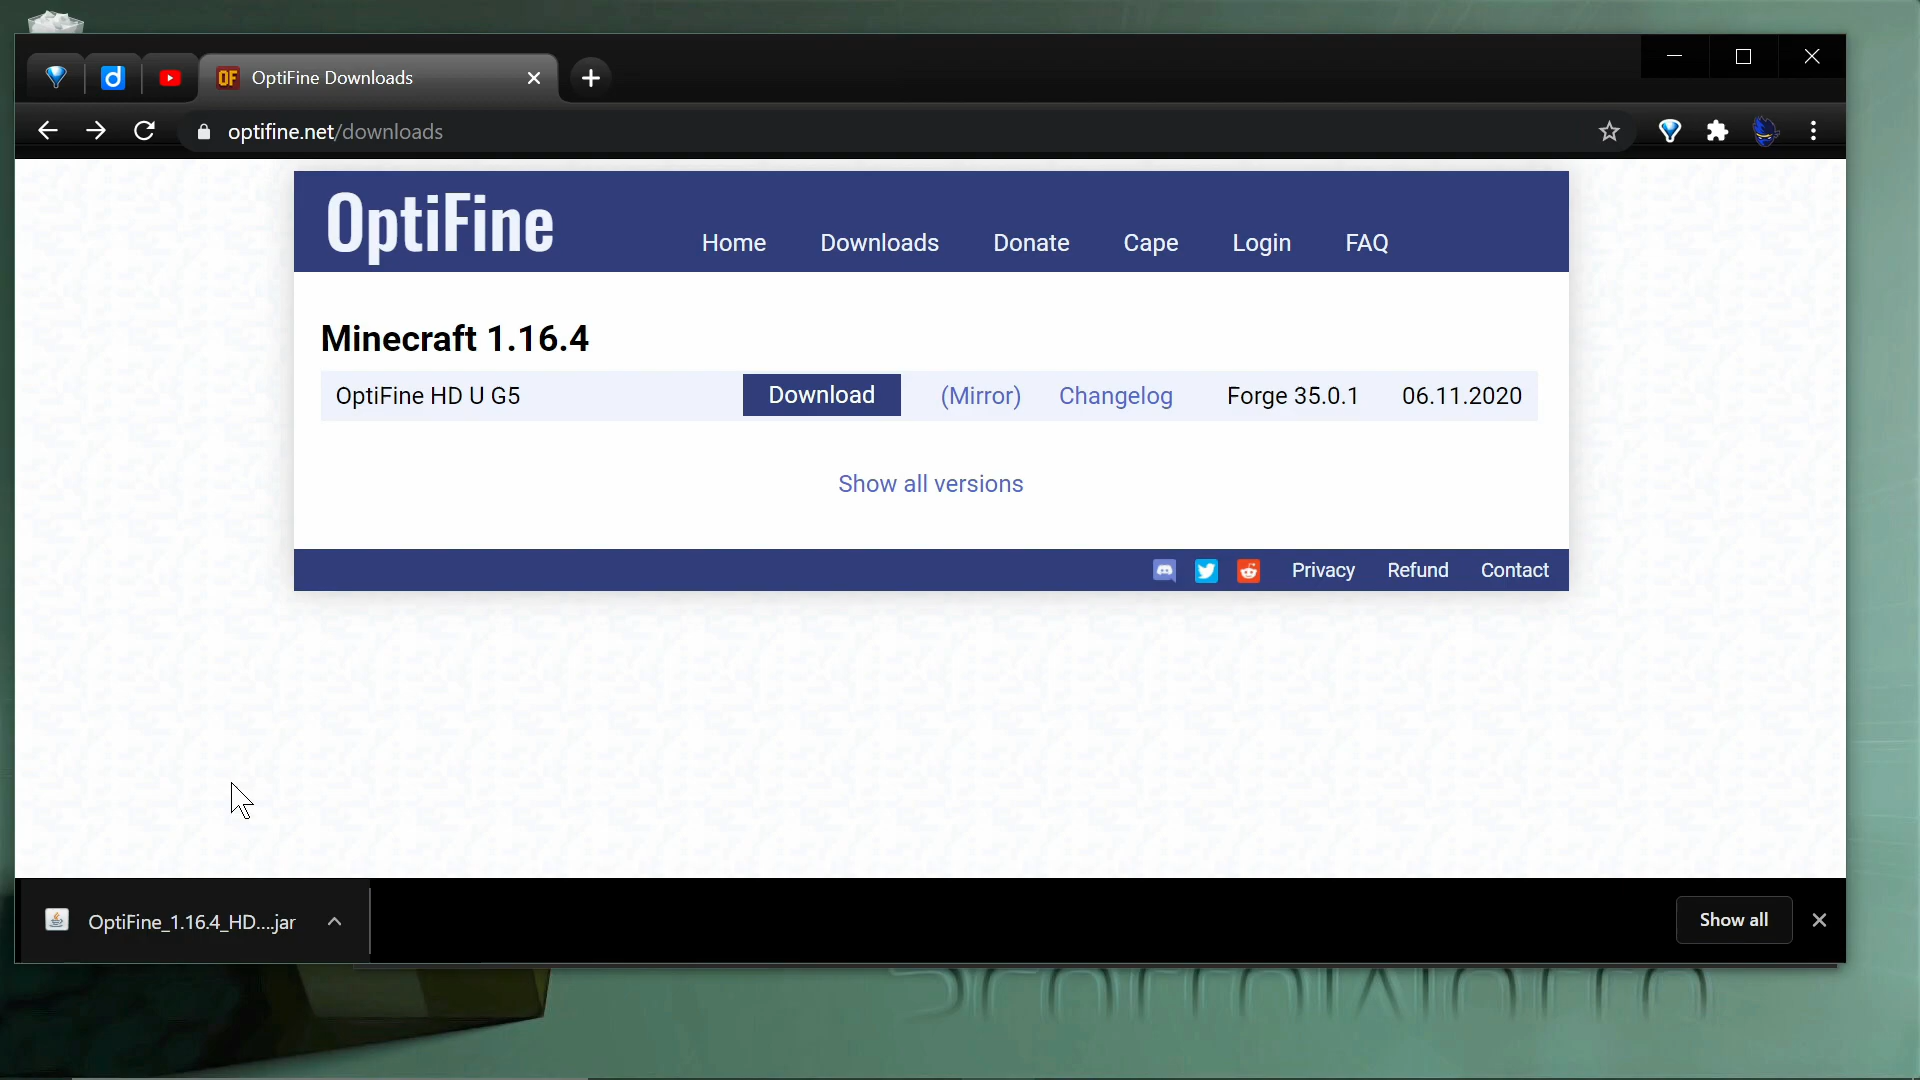 OptiFine Downloads
optifine.net/downloads
OptiFine
Home Downloads Donate Cape Login FAQ
Minecraft 1.16.4
OptiFine HD U G5 Download (Mirror) Changelog Forge 35.0.1 06.11.2020
Show all versions
Privacy Refund Contact
OptiFine_1.16.4_HD....jar
Show all